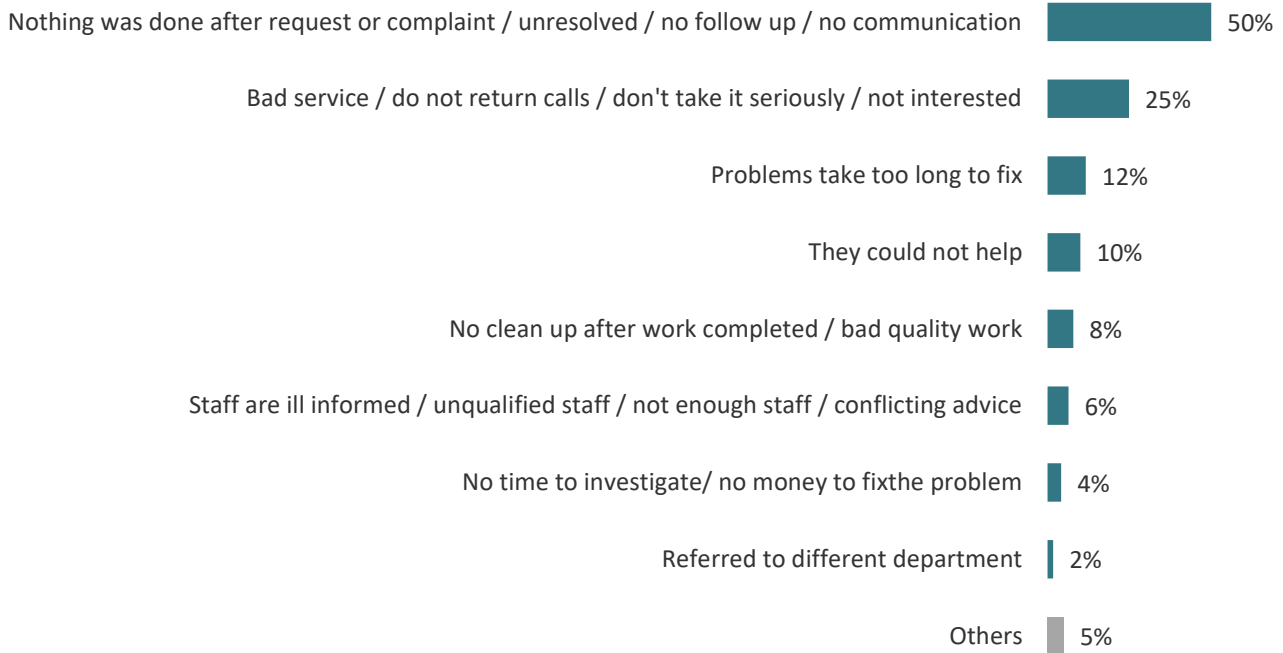 Nothing was done after request or complaint / unresolved / no follow up / no communication 50%
Bad service / do not return calls / don't take it seriously / not interested 25%
Problems take too long to fix 12%
They could not help 10%
No clean up after work completed / bad quality work 8%
Staff are ill informed / unqualified staff / not enough staff / conflicting advice 6%
No time to investigate/ no money to fixthe problem 4%
Referred to different department 2%
Others 5%